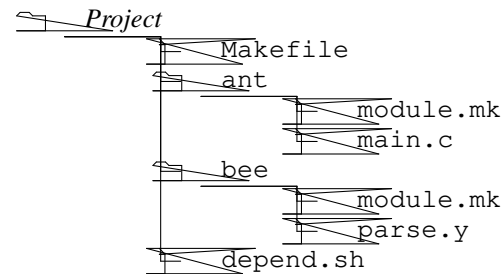 Project
Makefile
ant
module.mk
main.c
bee
module.mk
parse.y
depend.sh